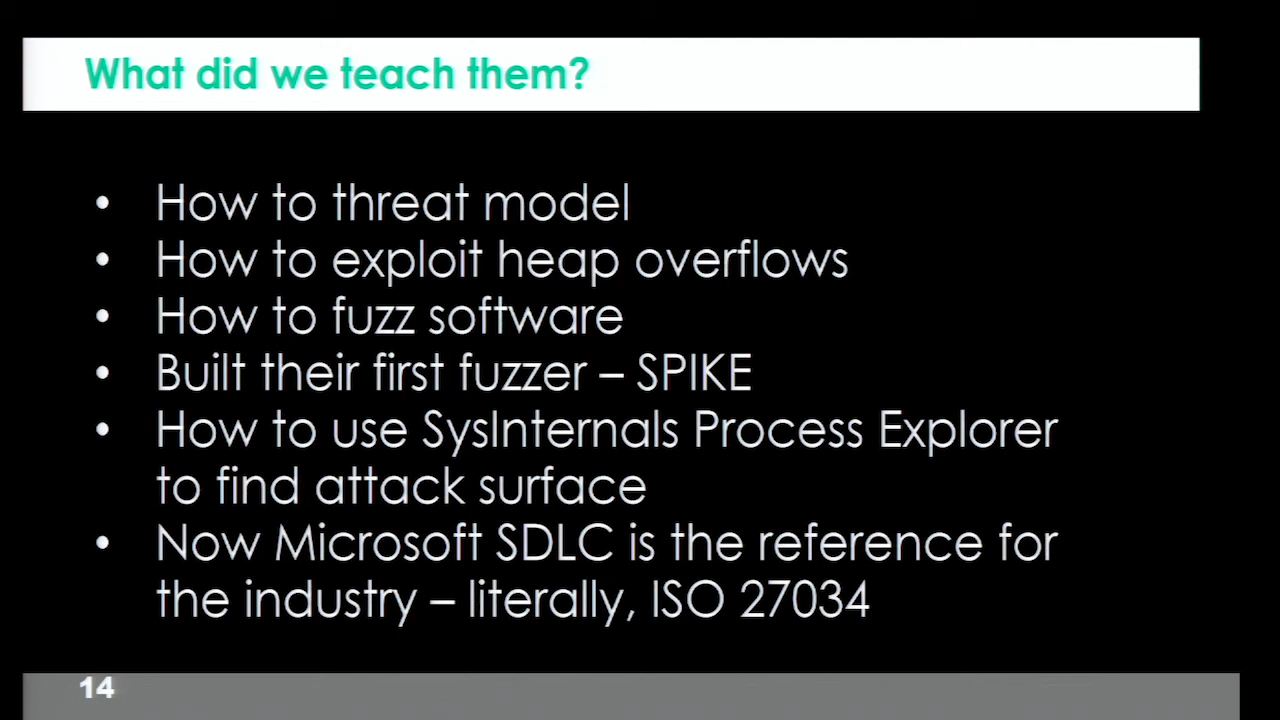 What did we teach them?
• How to threat model
• How to exploit heap overflows
• How to fuzz software
• Built their first fuzzer – SPIKE
• How to use SysInternals Process Explorer
to find attack surface
• Now Microsoft SDLC is the reference for
the industry – literally, ISO 27034
14